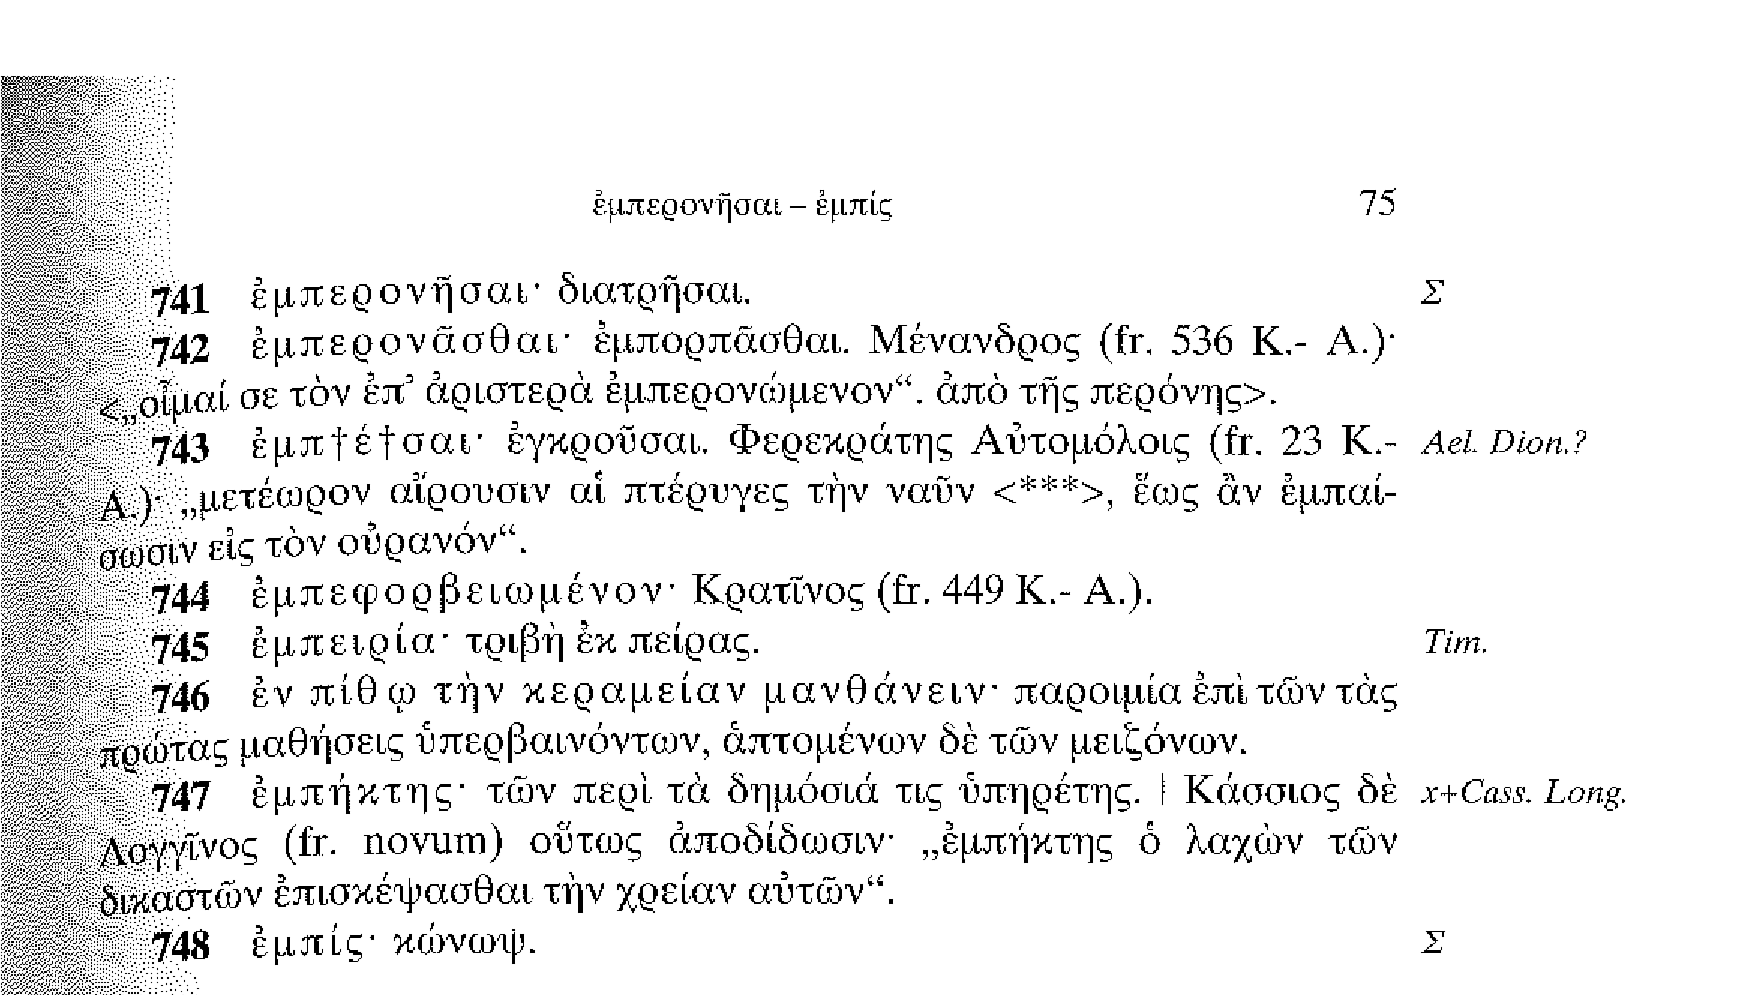 ἐμπερονῆσαι – ἐμπίς 75
741 ἐμπερονῆσαι· διατρῆσαι. Σ
742 ἐμπερονᾶσθαι· ἐμπορπᾶσθαι. Μένανδρος (fr. 536 K.- A.)·
<„οἶμαί σε τὸν ἐπ’ ἀριστερὰ ἐμπερονώμενον“. ἀπὸ τῆς περόνης>.
743 ἐμπ†έ†σαι· ἐγκροῦσαι. Φερεκράτης Αὐτομόλοις (fr. 23 K.- Ael. Dion.?
A.)· „μετέωρον αἴρουσιν αἱ πτέρυγες τὴν ναῦν <***>, ἕως ἂν ἐμπαί-
σωσιν εἰς τὸν οὐρανόν“.
744 ἐμπεφορβειωμένον· Κρατῖνος (fr. 449 K.- A.).
745 ἐμπειρία· τριβὴ ἐκ πείρας. Tim.
746 ἐν πίθῳ τὴν κεραμείαν μανθάνειν· παροιμία ἐπὶ τῶν τὰς
πρώτας μαθήσεις ὑπερβαινόντων, ἁπτομένων δὲ τῶν μειζόνων.
747 ἐμπήκτης· τῶν περὶ τὰ δημόσιά τις ὑπηρέτης. | Κάσσιος δὲ x+Cass. Long.
Λογγῖνος (fr. novum) οὕτως ἀποδίδωσιν· „ἐμπήκτης ὁ λαχὼν τῶν
δικαστῶν ἐπισκέψασθαι τὴν χρείαν αὐτῶν“.
748 ἐμπίς· κώνωψ. Σ